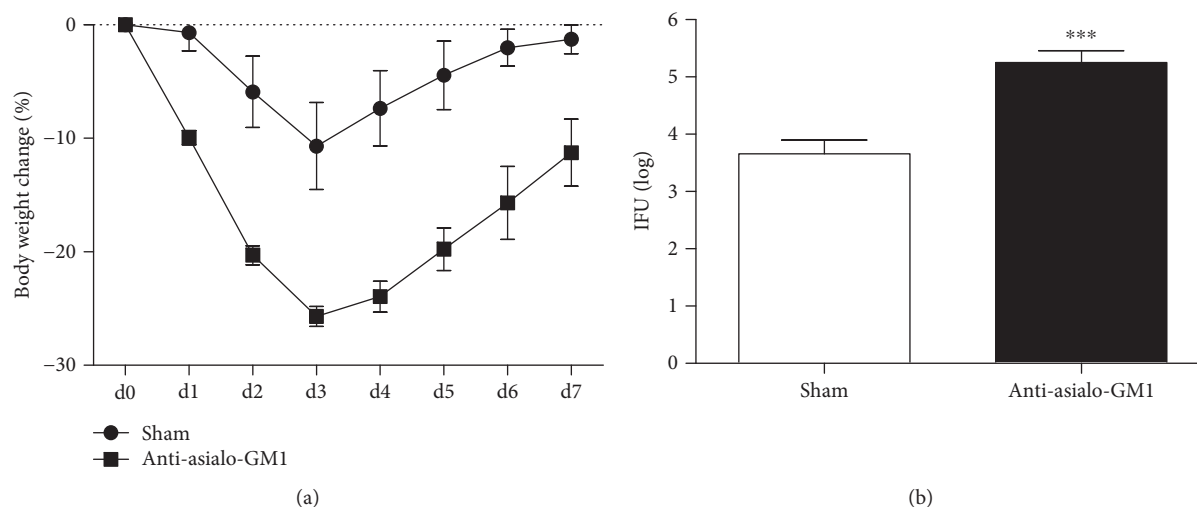 Body weight change (%)
0
−10
−20
−30
d0 d1 d2 d3 d4 d5 d6 d7
Sham
Anti-asialo-GM1
(a)
IFU (log)
6
5
4
3
2
1
0
***
Sham Anti-asialo-GM1
(b)